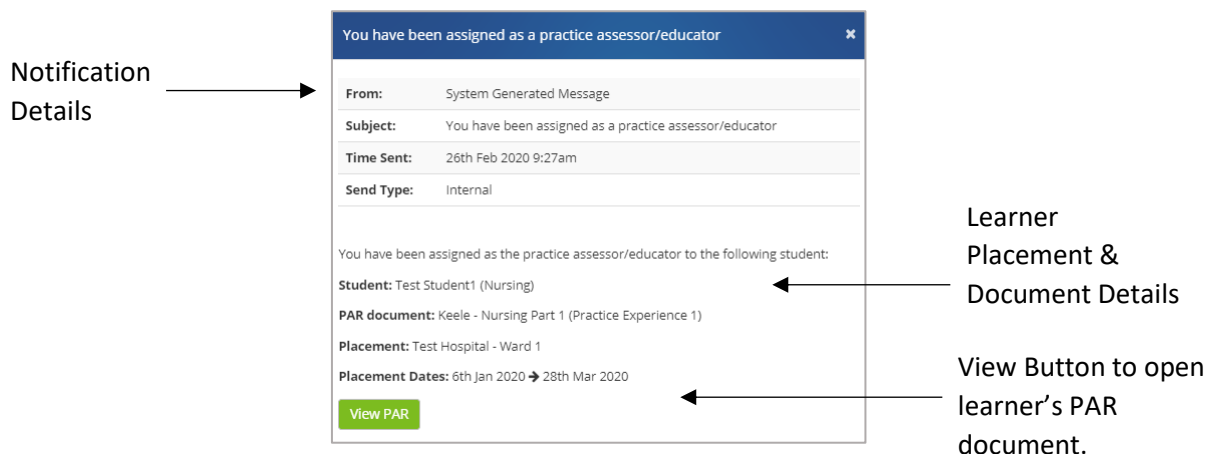 You have been assigned as a practice assessor/educator ×
Notification
Details
From: System Generated Message
Subject: You have been assigned as a practice assessor/educator
Time Sent: 26th Feb 2020 9:27am
Send Type: Internal
Learner
Placement &
Document Details
You have been assigned as the practice assessor/educator to the following student:
Student: Test Student1 (Nursing)
PAR document: Keele - Nursing Part 1 (Practice Experience 1)
Placement: Test Hospital - Ward 1
Placement Dates: 6th Jan 2020 → 28th Mar 2020
View PAR
View Button to open
learner’s PAR
document.